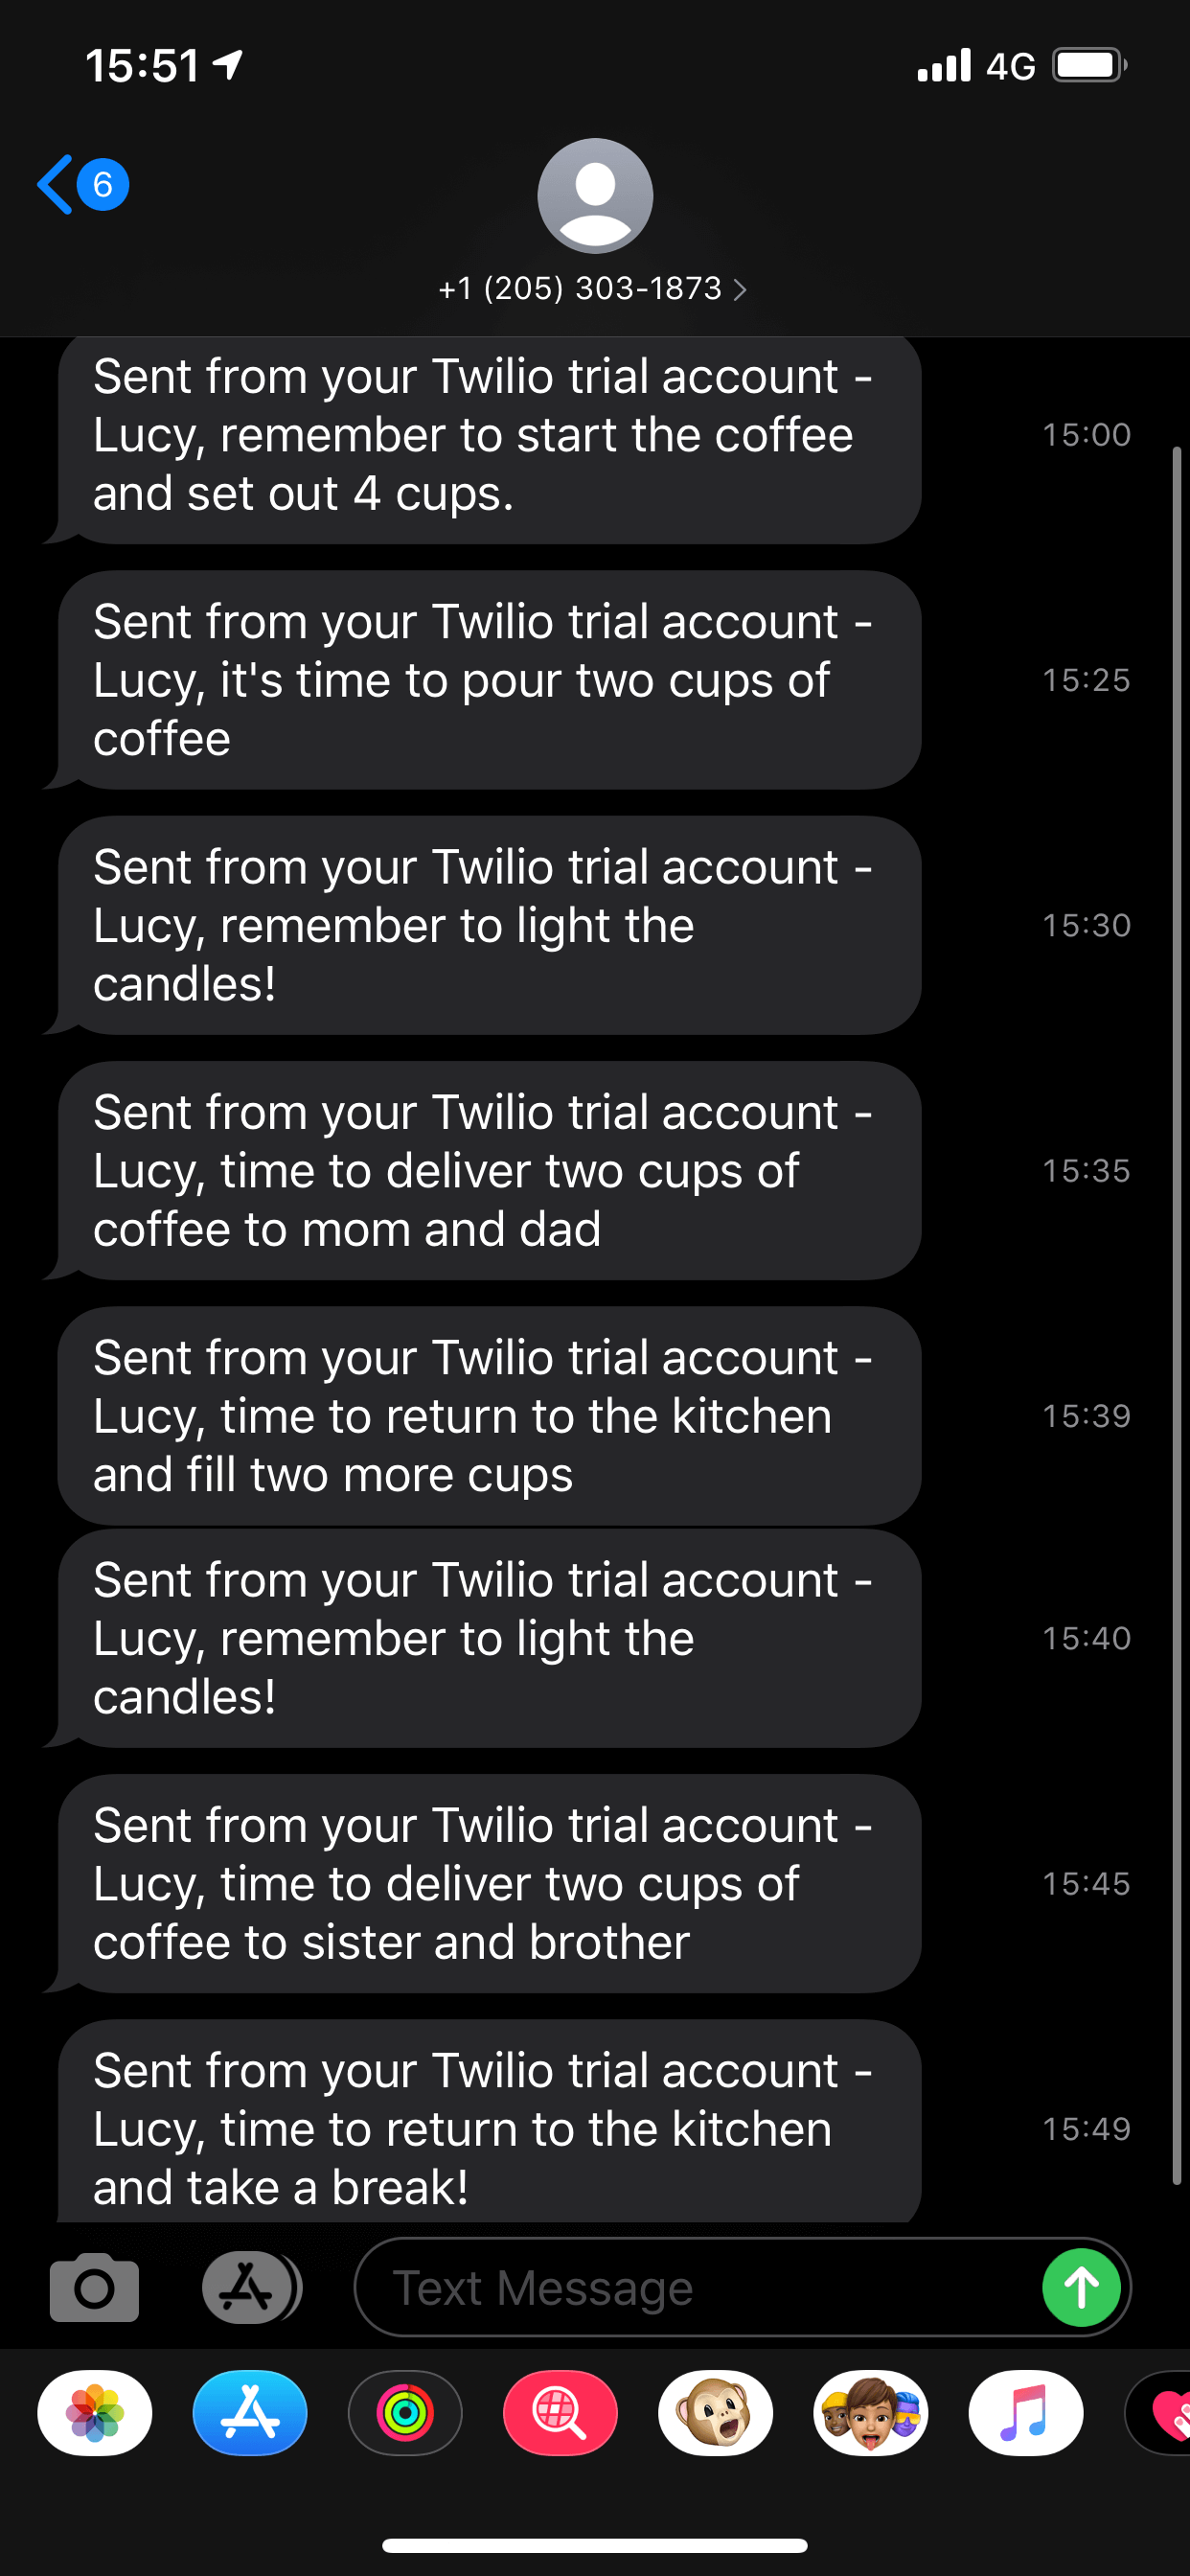 15:51
4G
6
+1 (205) 303-1873
Sent from your Twilio trial account -
Lucy, remember to start the coffee
and set out 4 cups.
15:00
Sent from your Twilio trial account -
Lucy, it's time to pour two cups of
coffee
15:25
Sent from your Twilio trial account -
Lucy, remember to light the
candles!
15:30
Sent from your Twilio trial account -
Lucy, time to deliver two cups of
coffee to mom and dad
15:35
Sent from your Twilio trial account -
Lucy, time to return to the kitchen
and fill two more cups
15:39
Sent from your Twilio trial account -
Lucy, remember to light the
candles!
15:40
Sent from your Twilio trial account -
Lucy, time to deliver two cups of
coffee to sister and brother
15:45
Sent from your Twilio trial account -
Lucy, time to return to the kitchen
and take a break!
15:49
Text Message